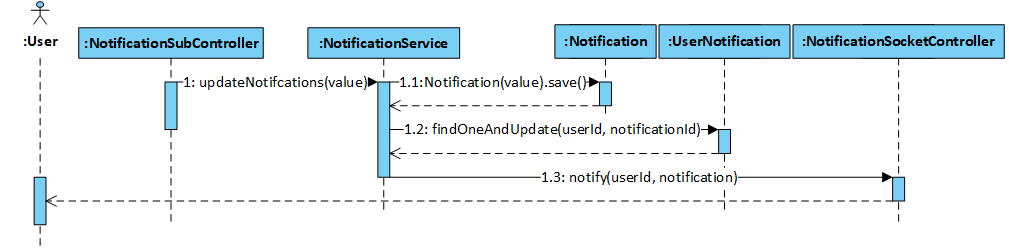 :User
:NotificationSubController
:NotificationService
:Notification
:UserNotification
:NotificationSocketController
1: updateNotifcations(value)
1.1:Notification(value).save()
1.2: findOneAndUpdate(userId, notificationId)
1.3: notify(userId, notification)